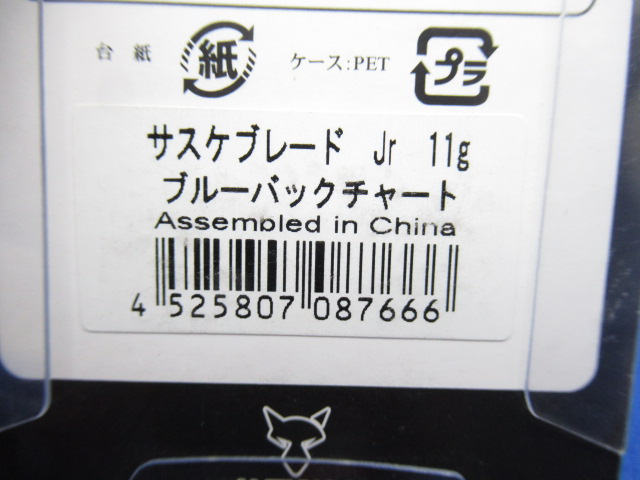 台紙 紙 ケース:PET プラ
サスケブレード Jr 11g
ブルーバックチャート
Assembled in China
4 525807 087666